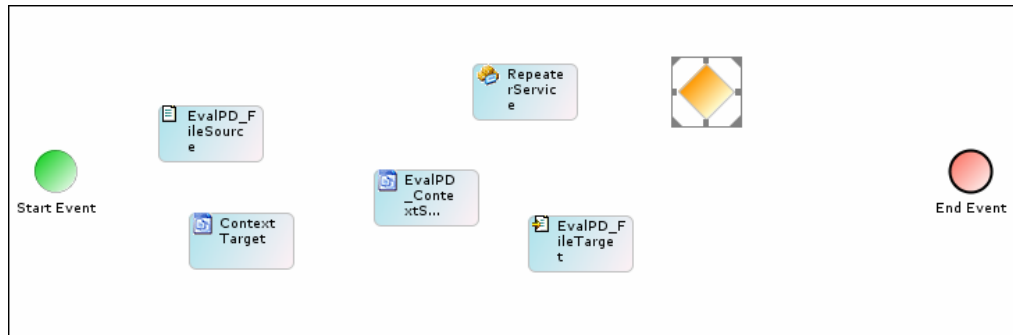 Repeate
rServic
e
EvalPD_F
ileSourc
e
EvalPD
_Conte
xtS...
Start Event
End Event
Context
Target
EvalPD_F
ileTarge
t